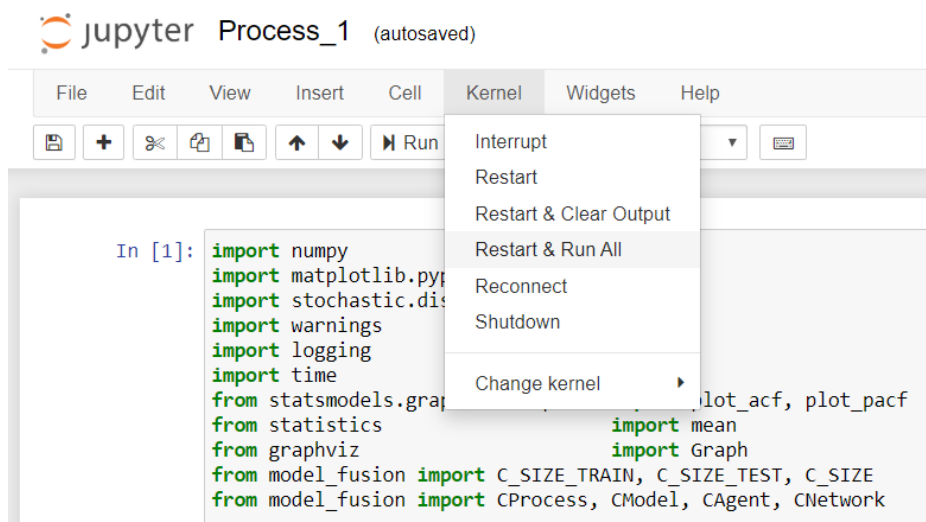 jupyter Process_1 (autosaved)
File Edit View Insert Cell Kernel Widgets Help
Run
Interrupt
Restart
Restart & Clear Output
Restart & Run All
Reconnect
Shutdown
Change kernel
In [1]: import numpy
import
import
import warnings
import logging
import time
from plot_pacf
from statistics import mean
from graphviz import Graph
from model_fusion import C_SIZE_TRAIN, C_SIZE_TEST, C_SIZE
from model_fusion import CProcess, CModel, CAgent, CNetwork